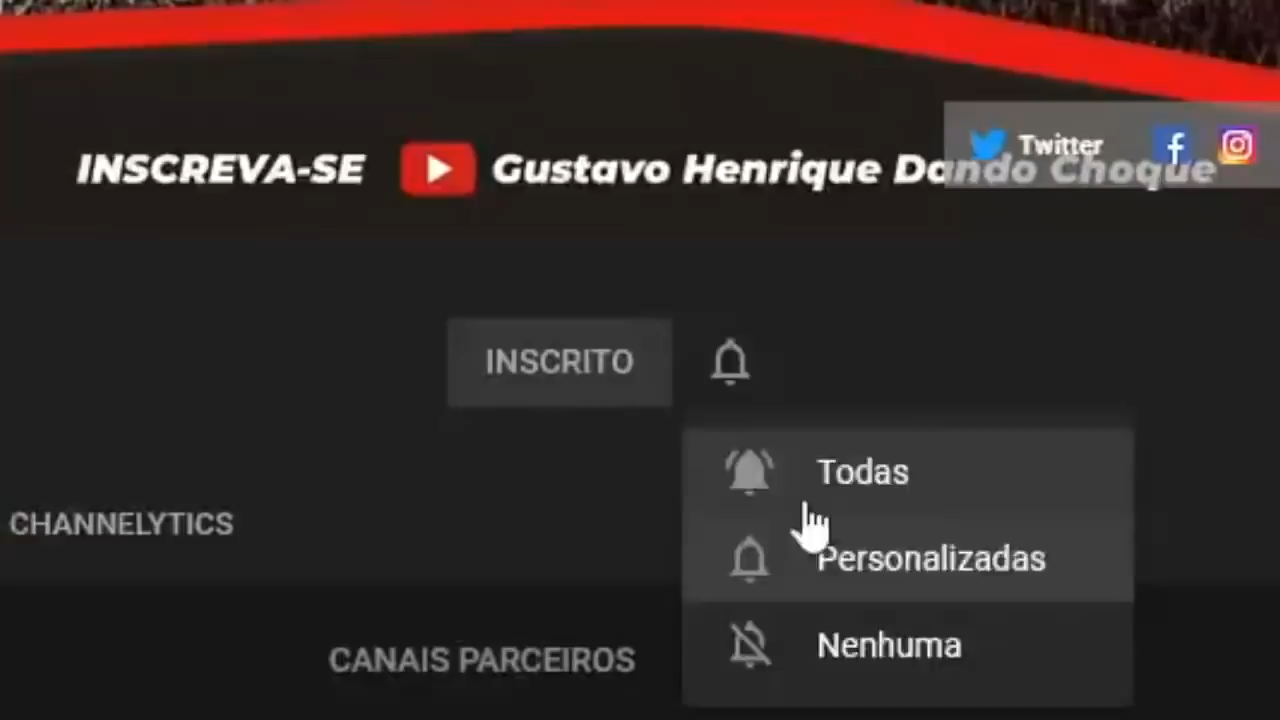 INSCREVA-SE Gustavo Henrique Dando Choque
Twitter
INSCRITO
Todas
CHANNELYTICS
Personalizadas
CANAIS PARCEIROS
Nenhuma